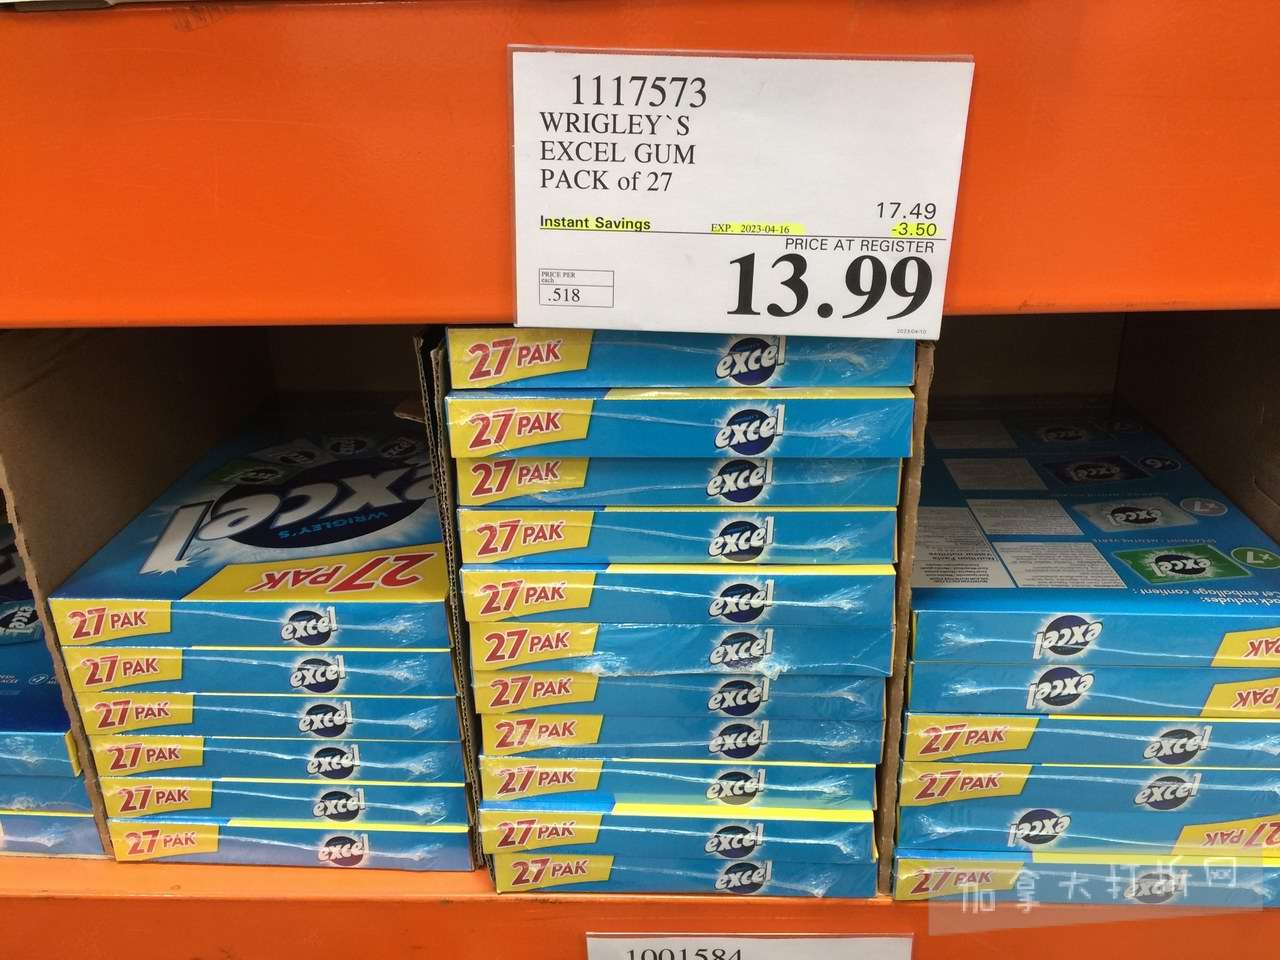 1117573
WRIGLEY`S
EXCEL GUM
PACK of 27
17.49
Instant Savings EXP. 2023-04-16 -3.50
PRICE AT REGISTER
13.99
PRICE PER
each
.518
2023/04/10
27 PAK excel
27 PAK excel
27 PAK excel
27 PAK excel
27 PAK excel
27 PAK excel
27 PAK excel
27 PAK excel
27 PAK excel
27 PAK excel
27 PAK excel
excel
WRIGLEY'S
27 PAK
27 PAK excel
27 PAK excel
27 PAK excel
27 PAK excel
27 PAK excel
27 PAK excel
excel
excel
excel PAK
excel PAK
27 PAK excel
27 PAK excel
excel 27 PAK
27 PAK excel
加拿大打折网
1001584